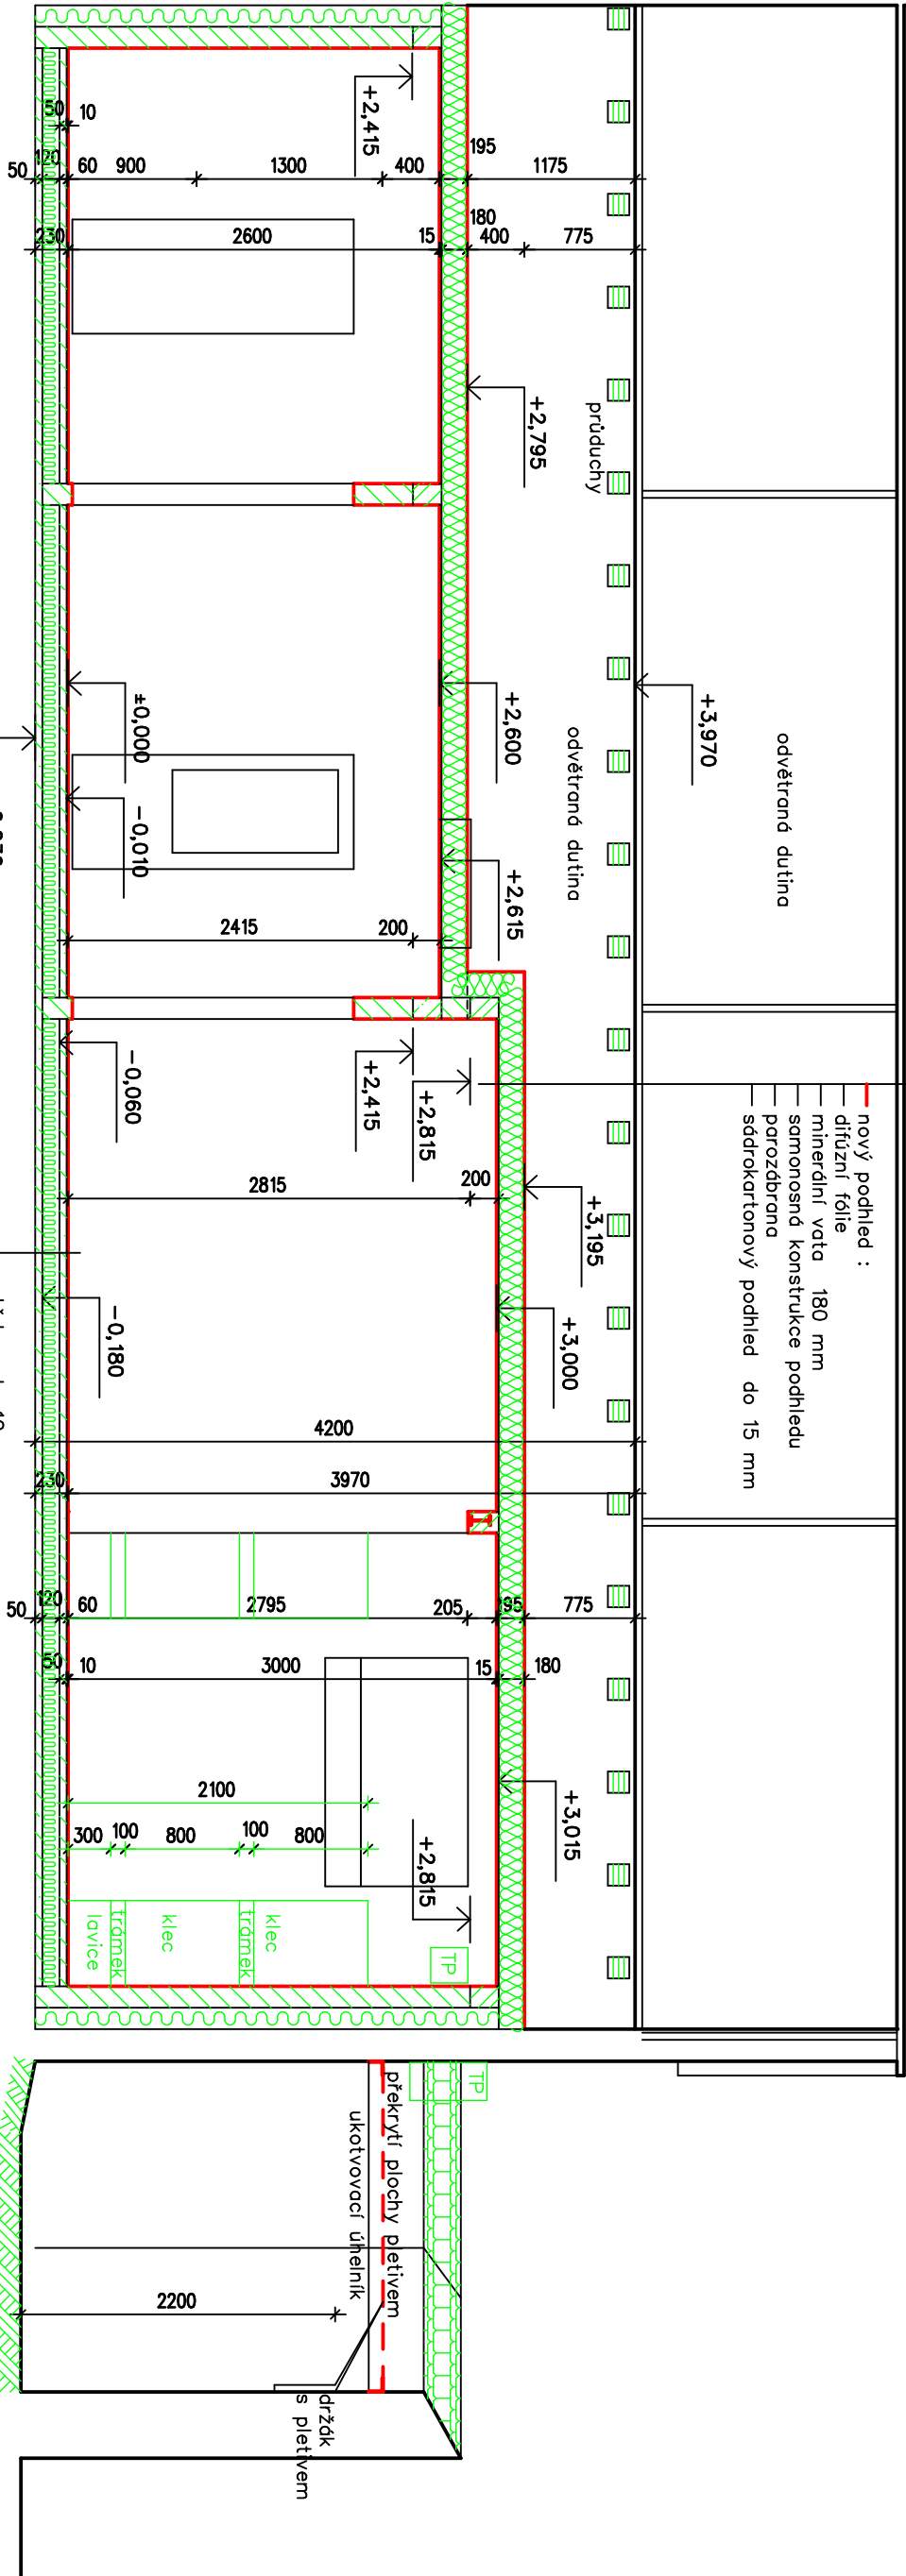 odvětraná dutina
+3,970
nový podhled :
difúzní fólie
minerální vata 180 mm
samonosná konstrukce podhledu
parozábrana
sádrokartonový podhled do 15 mm
průduchy
odvětraná dutina
1175
775
195
180
400
+2,795
+2,600
+2,615
+3,195
+3,000
+3,015
775
180
+2,415
400
1300
900
60
10
50
120
50
15
2600
230
±0,000
-0,010
200
2415
-0,060
+2,415
+2,815
200
2815
-0,180
4200
3970
230
195
205
2795
60
120
50
15
3000
10
50
2100
300
100
800
100
800
+2,815
klec
trámek
klec
trámek
lavice
TP
TP
překrytí plochy pletivem
ukotvovací úhelník
2200
držák
s pletivem